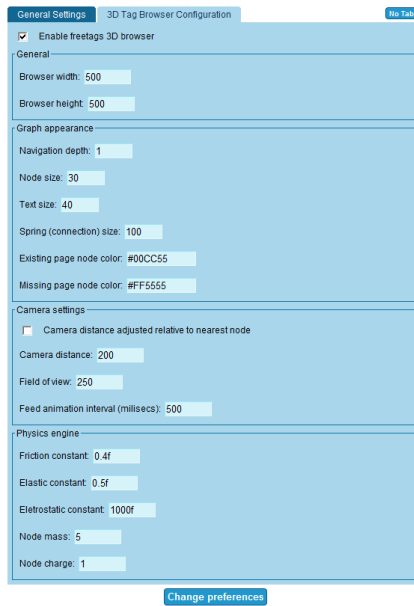 General Settings 3D Tag Browser Configuration No Tab
Enable freetags 3D browser
General
Browser width: 500
Browser height: 500
Graph appearance
Navigation depth: 1
Node size: 30
Text size: 40
Spring (connection) size: 100
Existing page node color: #00CC55
Missing page node color: #FF5555
Camera settings
Camera distance adjusted relative to nearest node
Camera distance: 200
Field of view: 250
Feed animation interval (milisecs): 500
Physics engine
Friction constant: 0.4f
Elastic constant: 0.5f
Eletrostatic constant: 1000f
Node mass: 5
Node charge: 1
Change preferences